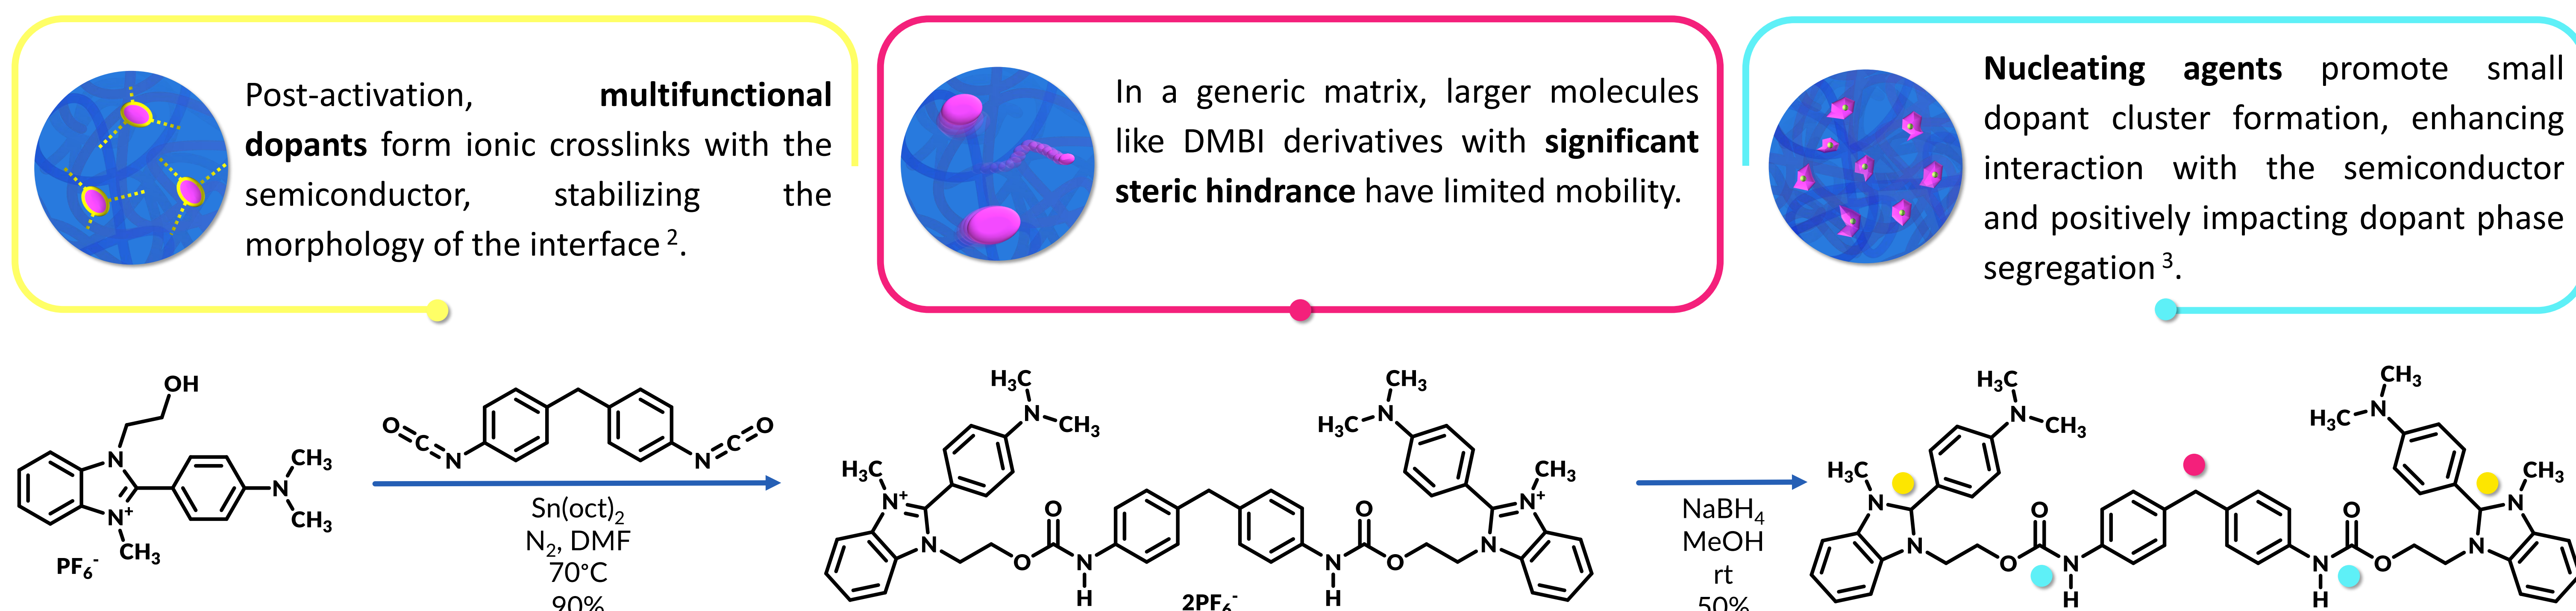 Post-activation, multifunctional
dopants form ionic crosslinks with the
semiconductor, stabilizing the
morphology of the interface ².
In a generic matrix, larger molecules
like DMBI derivatives with significant
steric hindrance have limited mobility.
Nucleating agents promote small
dopant cluster formation, enhancing
interaction with the semiconductor
and positively impacting dopant phase
segregation ³.
OH
N
N⁺
CH₃
N
CH₃
CH₃
PF₆⁻
O
C
N
N
C
O
Sn(oct)₂
N₂, DMF
70°C
90%
H₃C
N
CH₃
H₃C
N⁺
N
O
O
N
H
N
H
O
O
CH₃
N
H₃C
CH₃
N⁺
N
2PF₆⁻
NaBH₄
MeOH
rt
50%
H₃C
N
CH₃
H₃C
N
N
O
O
N
H
N
H
O
O
CH₃
N
H₃C
CH₃
N
N